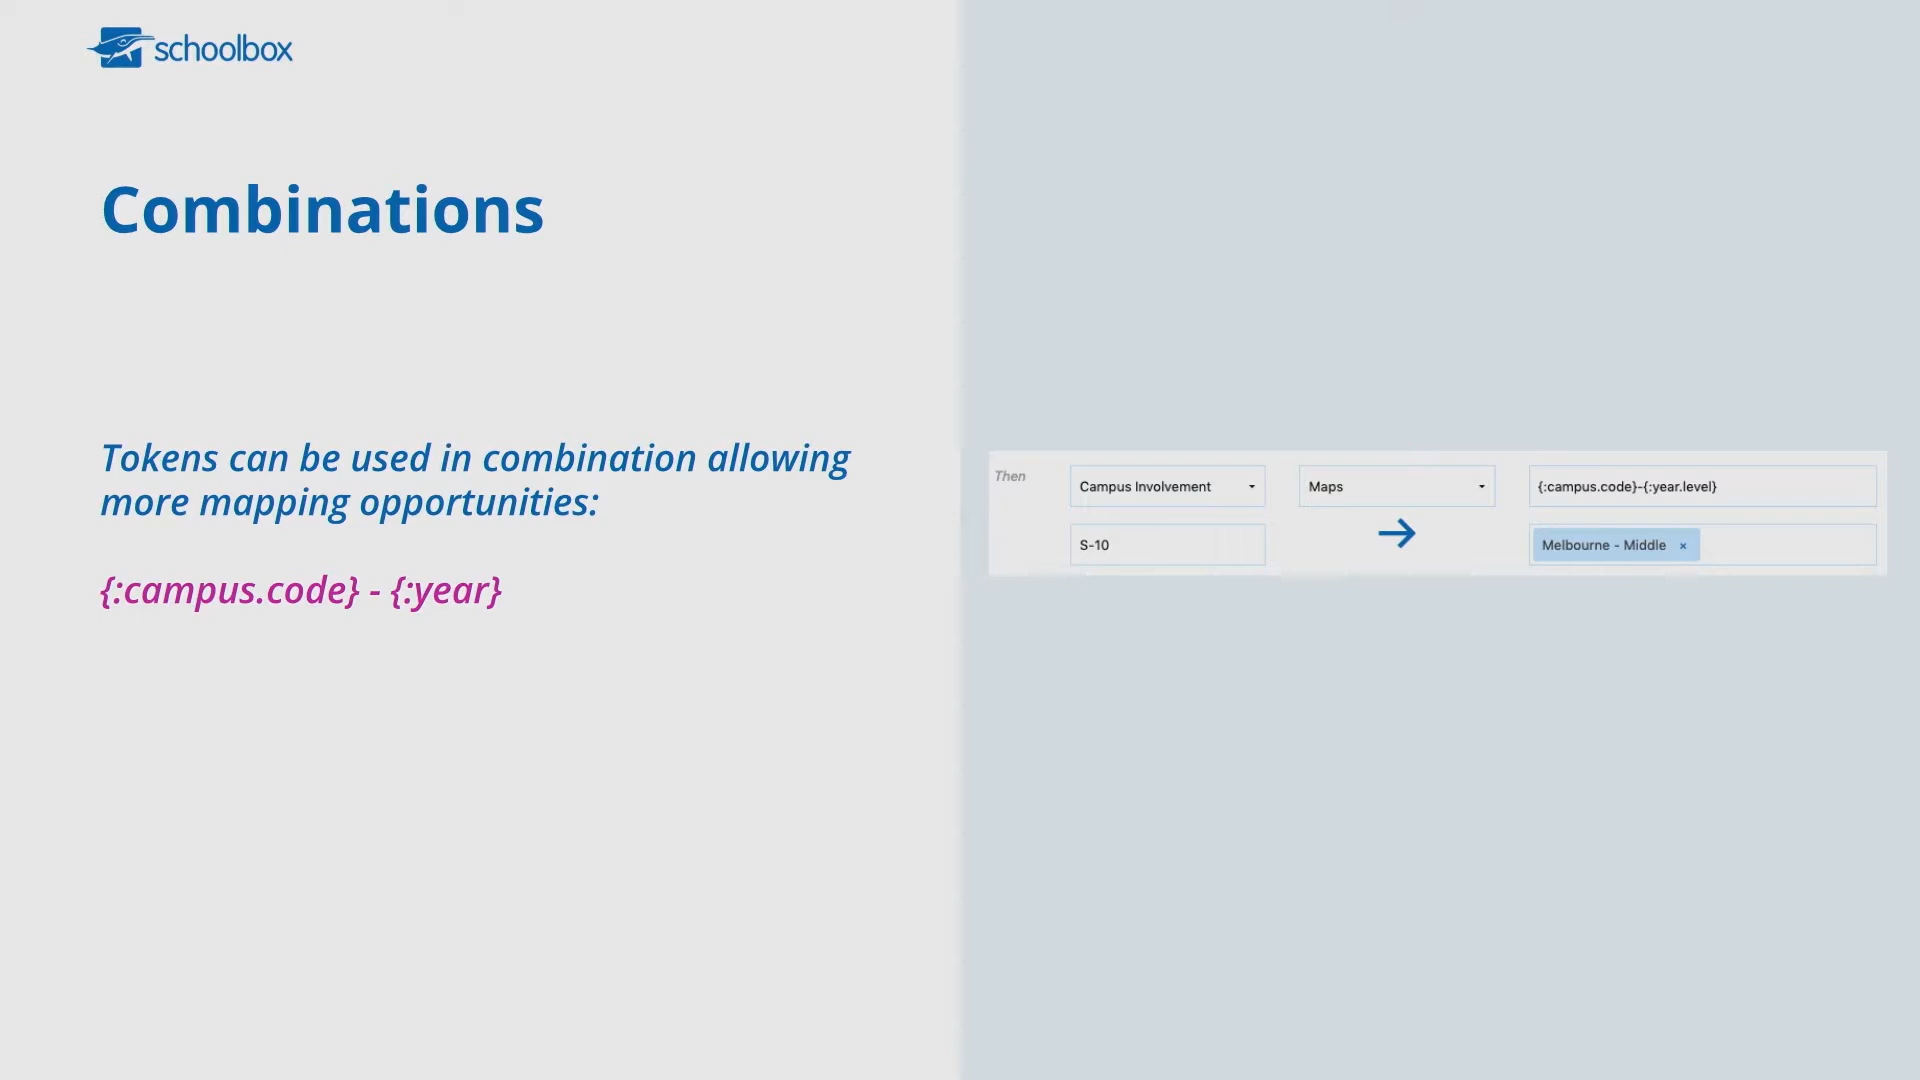 schoolbox
Combinations
Tokens can be used in combination allowing
more mapping opportunities:
{:campus.code} - {:year}
Then
Campus Involvement
Maps
{:campus.code}-{:year.level}
S-10
Melbourne - Middle ×